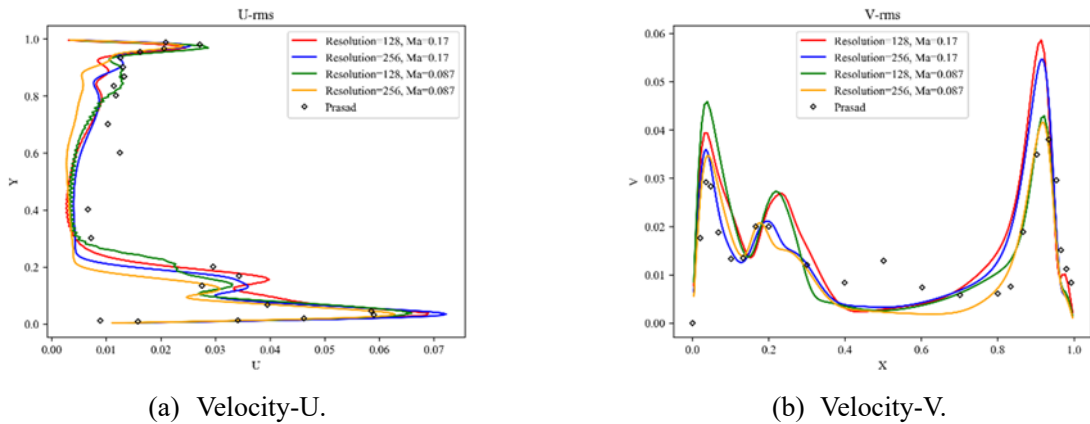 U-rms
Resolution=128, Ma=0.17
Resolution=256, Ma=0.17
Resolution=128, Ma=0.087
Resolution=256, Ma=0.087
Prasad
1.0
0.8
0.6
0.4
0.2
0.0
Y
0.00 0.01 0.02 0.03 0.04 0.05 0.06 0.07
U
(a) Velocity-U.
V-rms
Resolution=128, Ma=0.17
Resolution=256, Ma=0.17
Resolution=128, Ma=0.087
Resolution=256, Ma=0.087
Prasad
0.06
0.05
0.04
0.03
0.02
0.01
0.00
V
0.0 0.2 0.4 0.6 0.8 1.0
X
(b) Velocity-V.